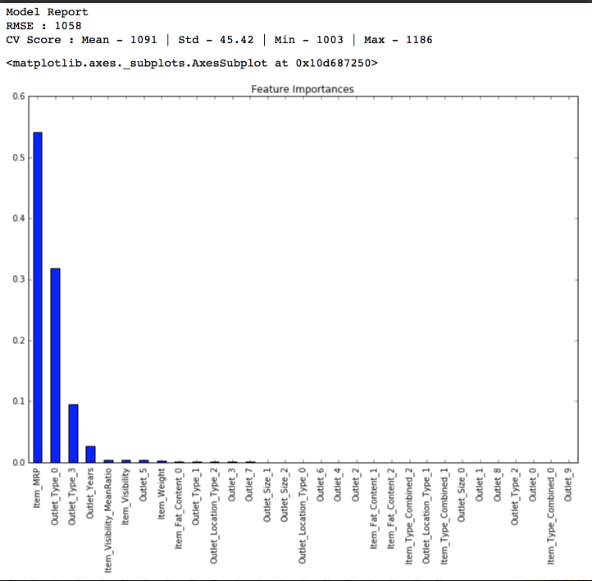 Model Report
RMSE : 1058
CV Score : Mean - 1091 | Std - 45.42 | Min - 1003 | Max - 1186
<matplotlib.axes._subplots.AxesSubplot at 0x10d687250>
Feature Importances
0.6
0.5
0.4
0.3
0.2
0.1
0.0
Item_MRP
Outlet_Type_0
Outlet_Type_3
Outlet_Years
Item_Visibility_MeanRatio
Item_Visibility
Outlet_5
Item_Weight
Item_Fat_Content_0
Outlet_Type_1
Outlet_Location_Type_2
Outlet_3
Outlet_7
Outlet_Size_1
Outlet_Size_2
Outlet_Location_Type_0
Outlet_6
Outlet_4
Outlet_2
Item_Fat_Content_1
Item_Fat_Content_2
Item_Type_Combined_2
Outlet_Location_Type_1
Item_Type_Combined_1
Outlet_Size_0
Outlet_1
Outlet_8
Outlet_Type_2
Outlet_0
Item_Type_Combined_0
Outlet_9